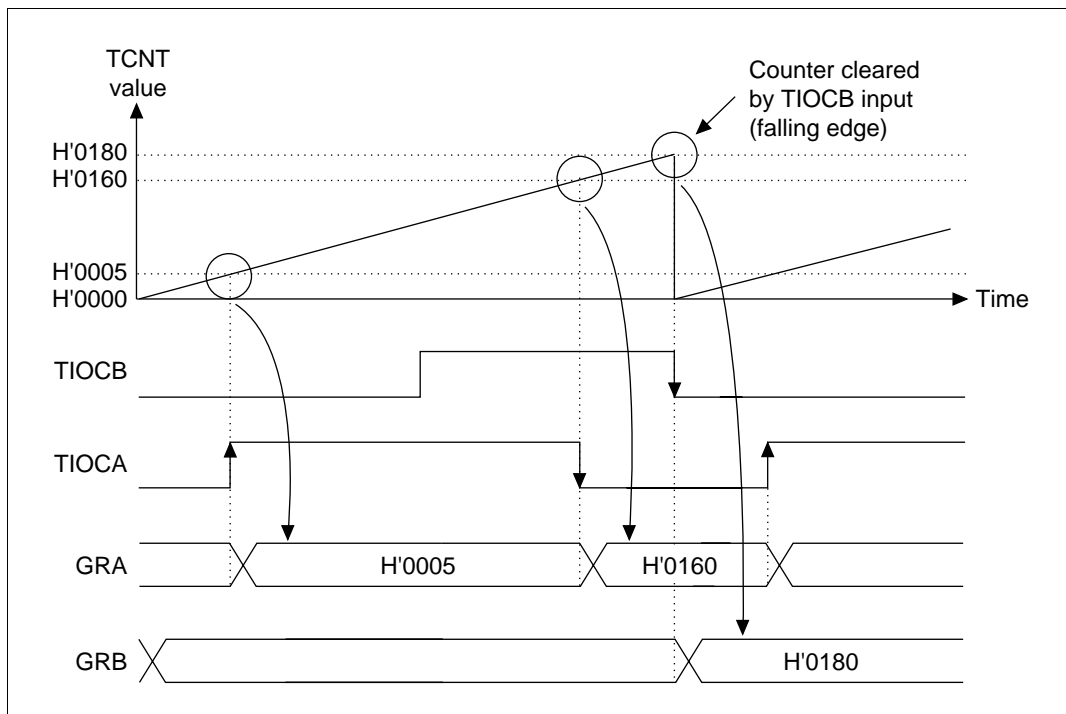 TCNT
value
Counter cleared
by TIOCB input
(falling edge)
H'0180
H'0160
H'0005
H'0000
Time
TIOCB
TIOCA
GRA
H'0005
H'0160
GRB
H'0180